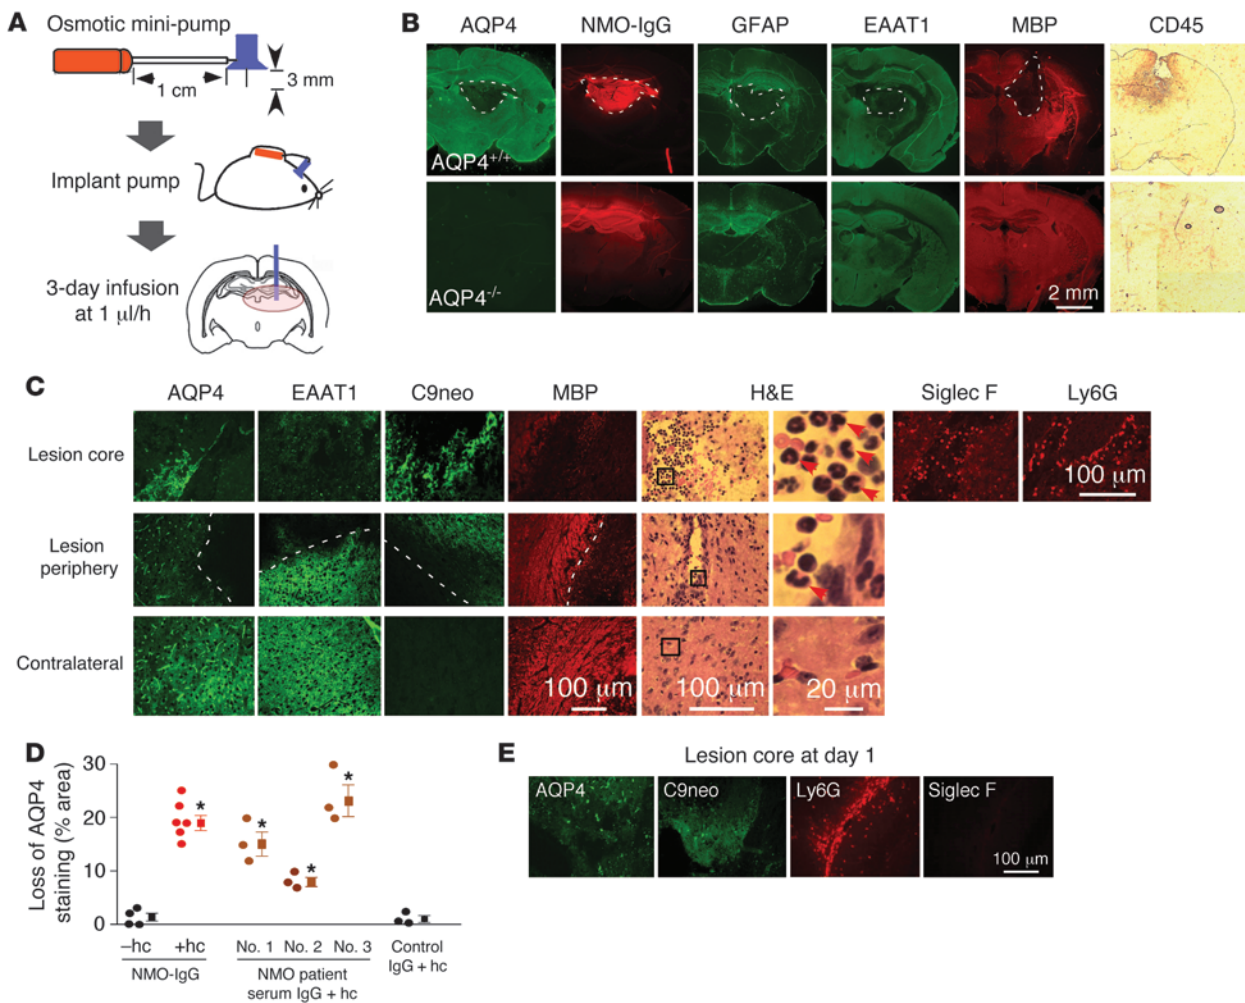 A
Osmotic mini-pump
1 cm
3 mm
Implant pump
3-day infusion
at 1 μl/h
B
AQP4 NMO-IgG GFAP EAAT1 MBP CD45
AQP4+/+
AQP4-/-
2 mm
C
AQP4 EAAT1 C9neo MBP H&E Siglec F Ly6G
Lesion core
100 μm
Lesion
periphery
Contralateral
100 μm 100 μm 20 μm
D
Loss of AQP4
staining (% area)
30
20
10
0
* * * *
–hc +hc No. 1 No. 2 No. 3 Control
IgG + hc
NMO-IgG NMO patient
serum IgG + hc
E
Lesion core at day 1
AQP4 C9neo Ly6G Siglec F
100 μm